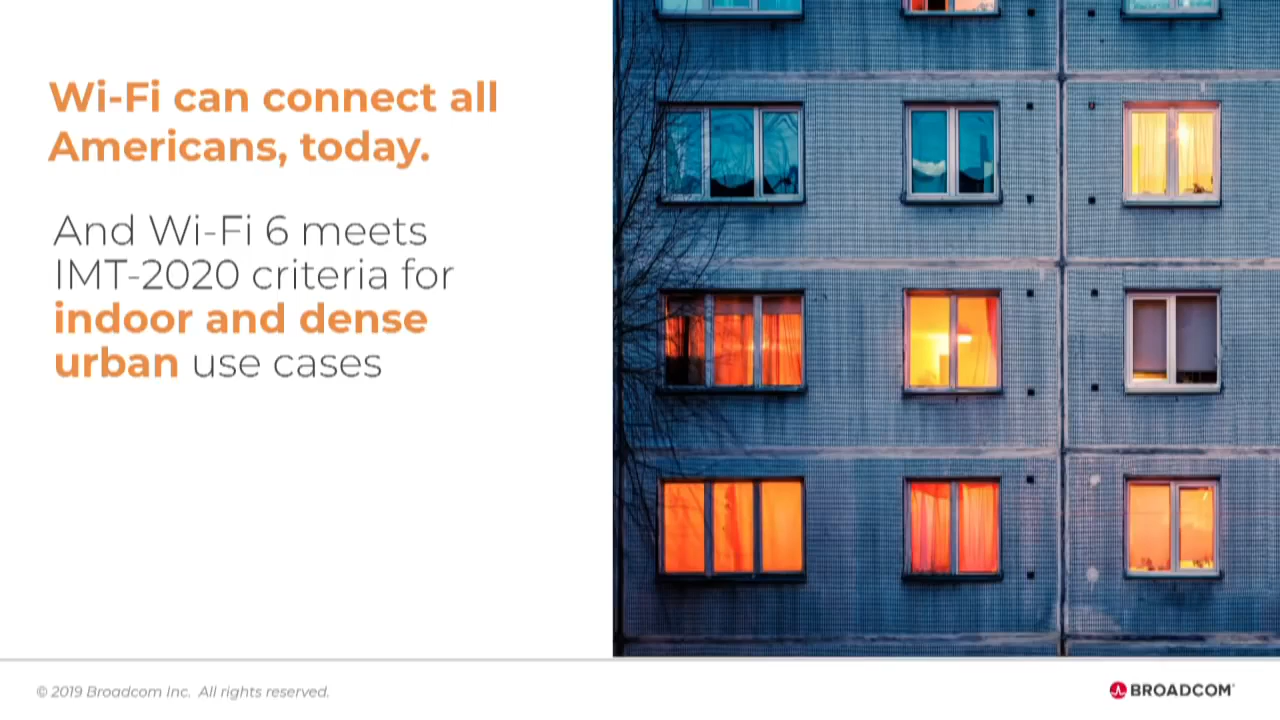 Wi-Fi can connect all
Americans, today.
And Wi-Fi 6 meets
IMT-2020 criteria for
indoor and dense
urban use cases
© 2019 Broadcom Inc. All rights reserved.
BROADCOM